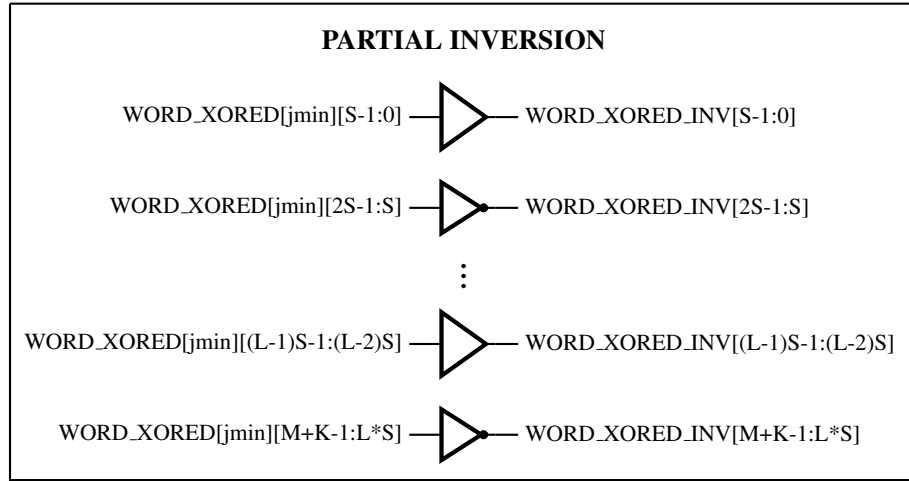 PARTIAL INVERSION
WORD_XORED[jmin][S-1:0] WORD_XORED_INV[S-1:0]
WORD_XORED[jmin][2S-1:S] WORD_XORED_INV[2S-1:S]
⋮
WORD_XORED[jmin][(L-1)S-1:(L-2)S] WORD_XORED_INV[(L-1)S-1:(L-2)S]
WORD_XORED[jmin][M+K-1:L*S] WORD_XORED_INV[M+K-1:L*S]